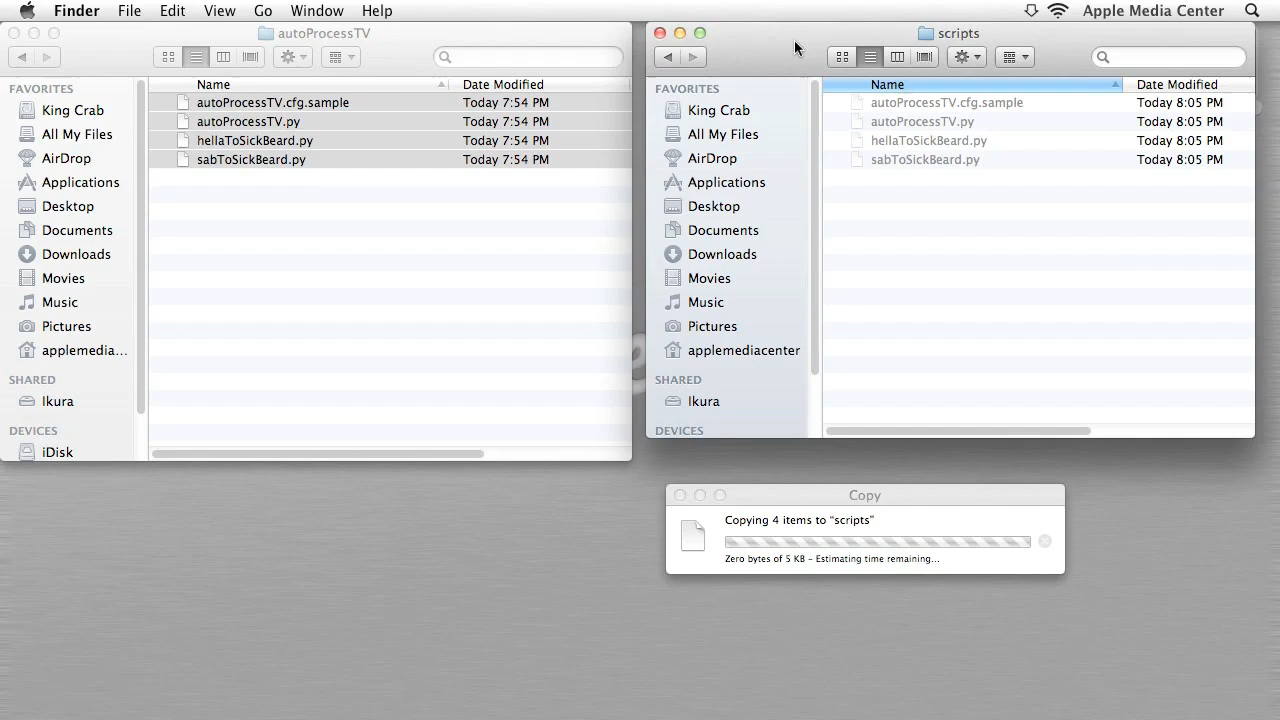 Finder File Edit View Go Window Help Apple Media Center
autoProcessTV
Name Date Modified
FAVORITES
King Crab
All My Files
AirDrop
Applications
Desktop
Documents
Downloads
Movies
Music
Pictures
applemedia...
SHARED
Ikura
DEVICES
iDisk
autoProcessTV.cfg.sample Today 7:54 PM
autoProcessTV.py Today 7:54 PM
hellaToSickBeard.py Today 7:54 PM
sabToSickBeard.py Today 7:54 PM
scripts
Name Date Modified
FAVORITES
King Crab
All My Files
AirDrop
Applications
Desktop
Documents
Downloads
Movies
Music
Pictures
applemediacenter
SHARED
Ikura
DEVICES
autoProcessTV.cfg.sample Today 8:05 PM
autoProcessTV.py Today 8:05 PM
hellaToSickBeard.py Today 8:05 PM
sabToSickBeard.py Today 8:05 PM
Copy
Copying 4 items to “scripts”
Zero bytes of 5 KB – Estimating time remaining...